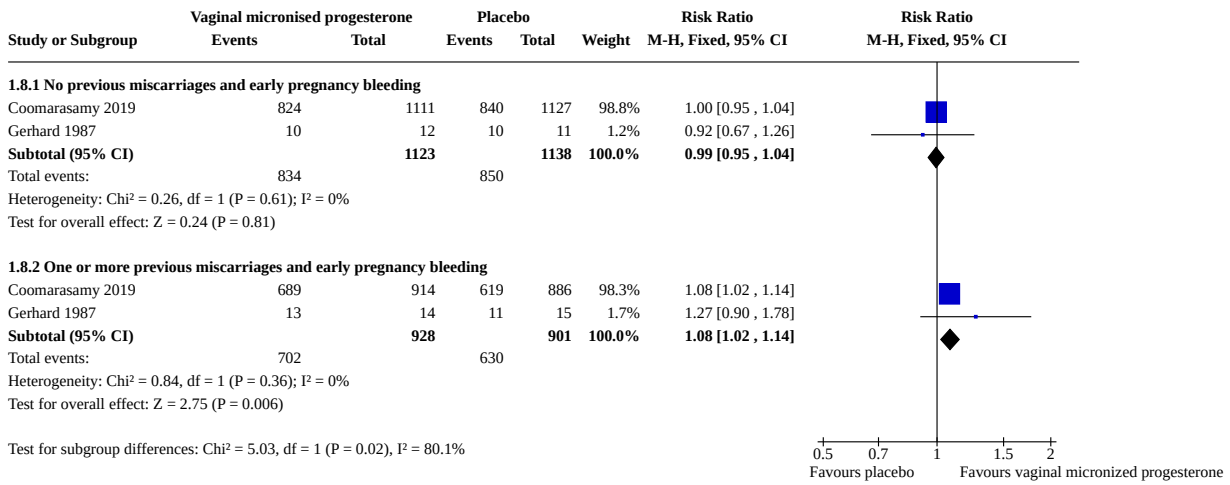 Vaginal micronised progesterone Placebo Risk Ratio Risk Ratio
Study or Subgroup Events Total Events Total Weight M-H, Fixed, 95% CI M-H, Fixed, 95% CI
1.8.1 No previous miscarriages and early pregnancy bleeding
Coomarasamy 2019 824 1111 840 1127 98.8% 1.00 [0.95 , 1.04]
Gerhard 1987 10 12 10 11 1.2% 0.92 [0.67 , 1.26]
Subtotal (95% CI) 1123 1138 100.0% 0.99 [0.95 , 1.04]
Total events: 834 850
Heterogeneity: Chi² = 0.26, df = 1 (P = 0.61); I² = 0%
Test for overall effect: Z = 0.24 (P = 0.81)
1.8.2 One or more previous miscarriages and early pregnancy bleeding
Coomarasamy 2019 689 914 619 886 98.3% 1.08 [1.02 , 1.14]
Gerhard 1987 13 14 11 15 1.7% 1.27 [0.90 , 1.78]
Subtotal (95% CI) 928 901 100.0% 1.08 [1.02 , 1.14]
Total events: 702 630
Heterogeneity: Chi² = 0.84, df = 1 (P = 0.36); I² = 0%
Test for overall effect: Z = 2.75 (P = 0.006)
Test for subgroup differences: Chi² = 5.03, df = 1 (P = 0.02), I² = 80.1%
0.5 0.7 1 1.5 2
Favours placebo Favours vaginal micronized progesterone